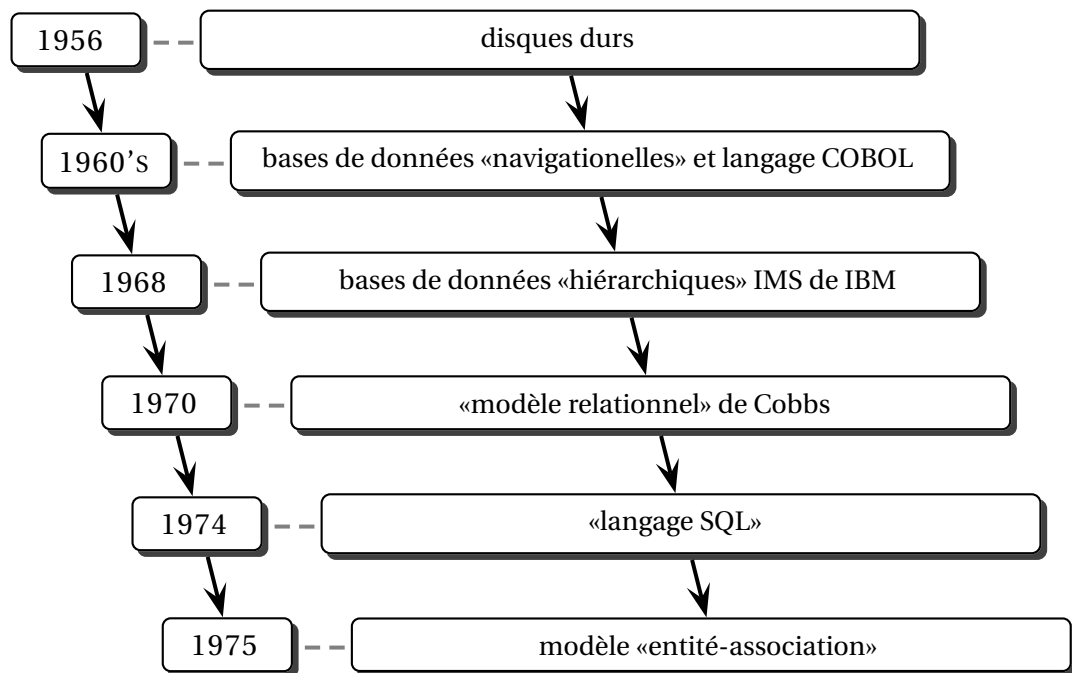 1956 disques durs
1960's bases de données «navigationelles» et langage COBOL
1968 bases de données «hiérarchiques» IMS de IBM
1970 «modèle relationnel» de Cobbs
1974 «langage SQL»
1975 modèle «entité-association»